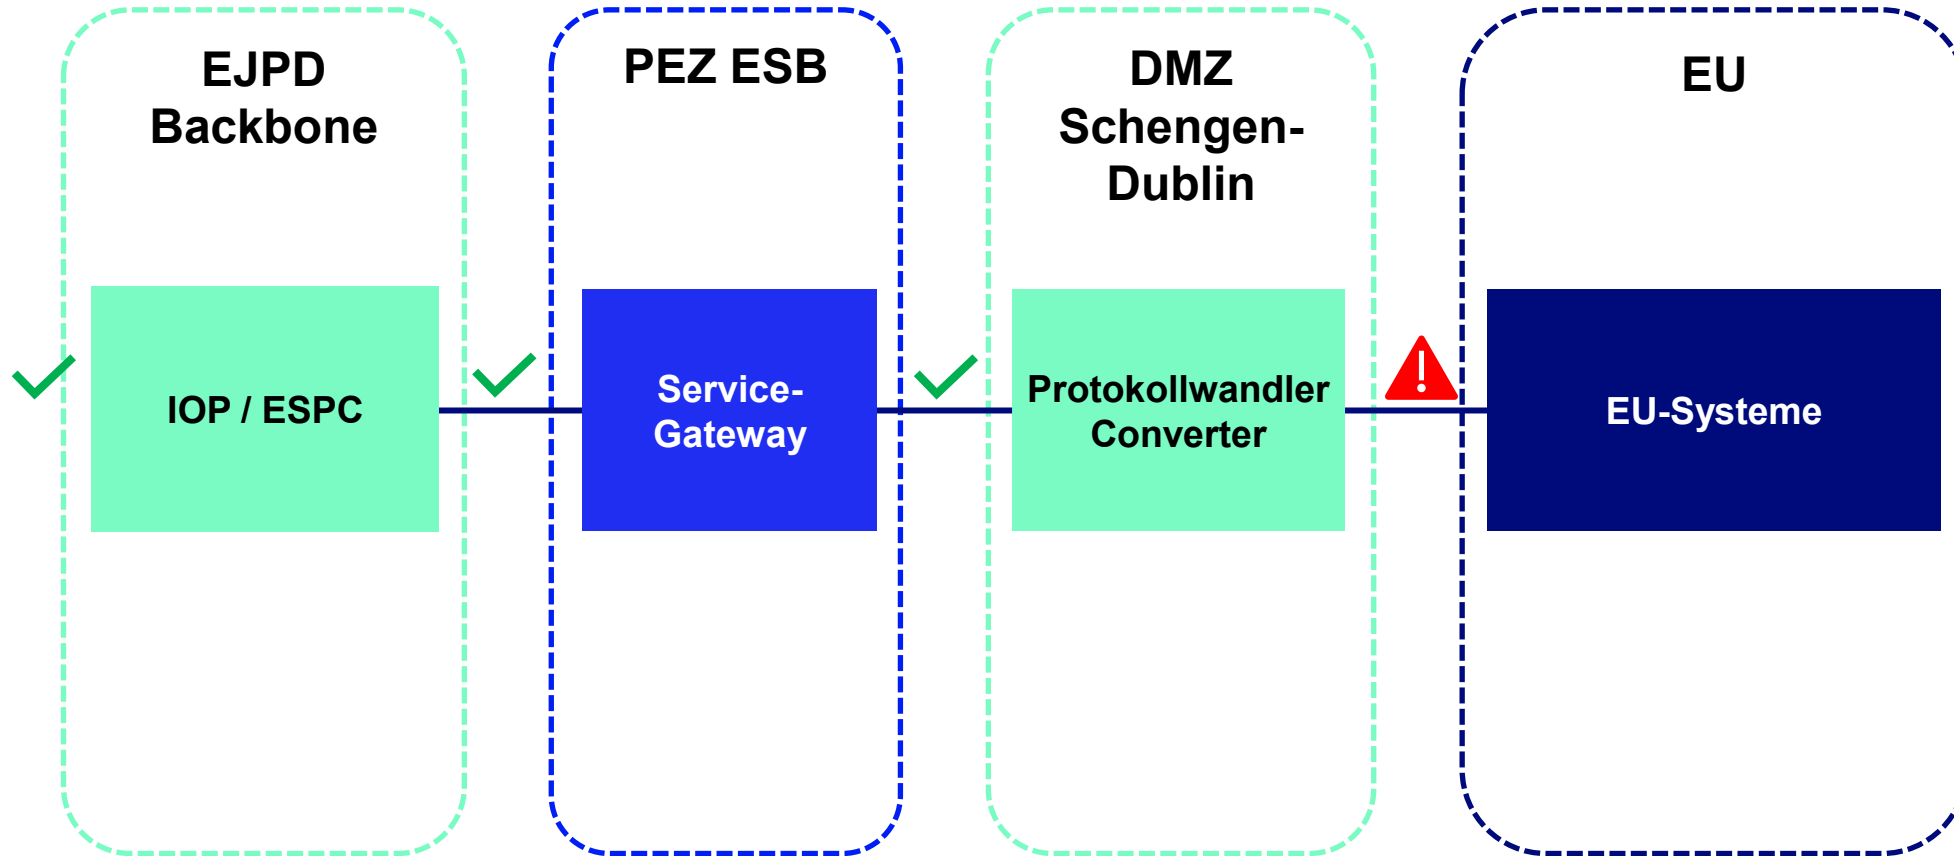 EJPD
Backbone
PEZ ESB
DMZ
Schengen-
Dublin
EU
IOP / ESPC
Service-
Gateway
Protokollwandler
Converter
EU-Systeme